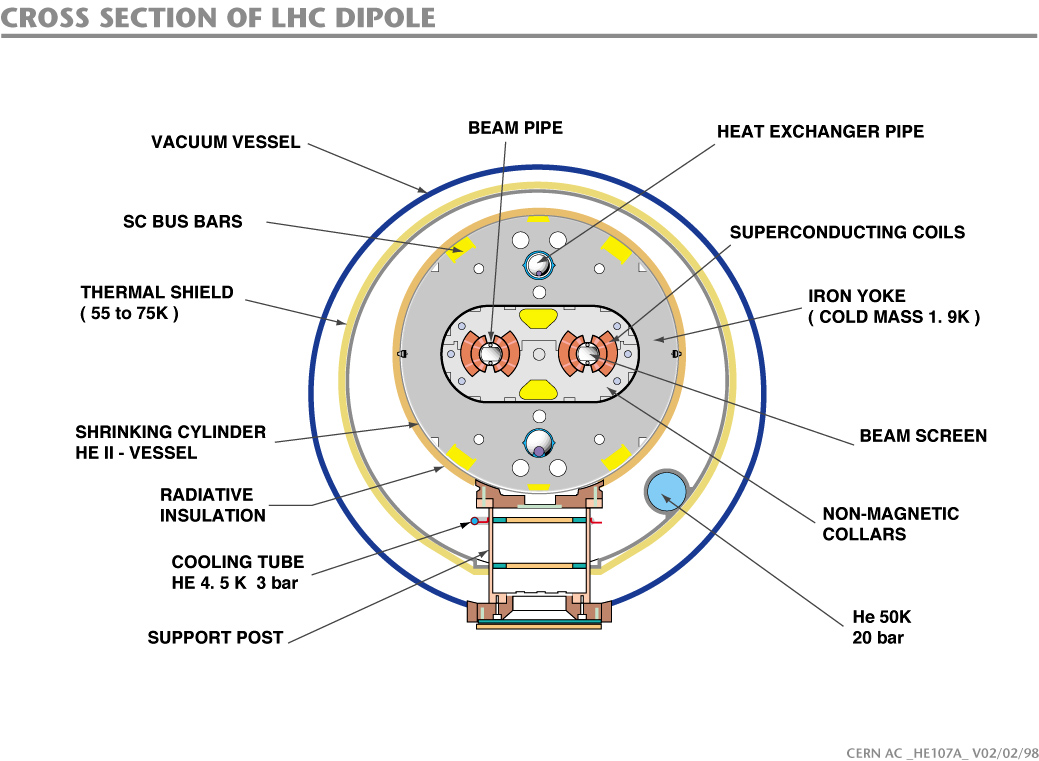 CROSS SECTION OF LHC DIPOLE
BEAM PIPE
HEAT EXCHANGER PIPE
VACUUM VESSEL
SC BUS BARS
SUPERCONDUCTING COILS
THERMAL SHIELD
( 55 to 75K )
IRON YOKE
( COLD MASS 1. 9K )
SHRINKING CYLINDER
HE II - VESSEL
BEAM SCREEN
RADIATIVE
INSULATION
NON-MAGNETIC
COLLARS
COOLING TUBE
HE 4. 5 K 3 bar
He 50K
20 bar
SUPPORT POST
CERN AC _HE107A_ V02/02/98